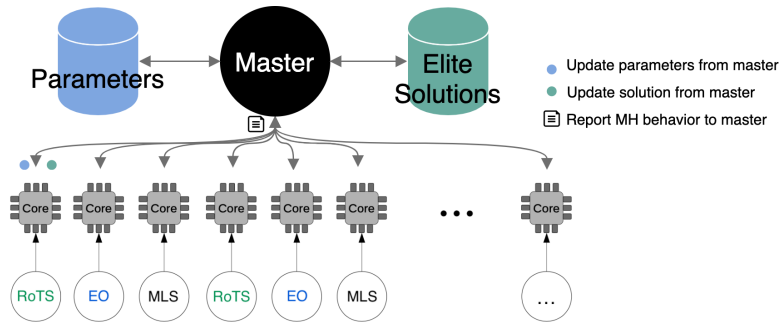 Parameters
Master
Elite
Solutions
Update parameters from master
Update solution from master
Report MH behavior to master
Core Core Core Core Core Core ... Core
RoTS EO MLS RoTS EO MLS ...